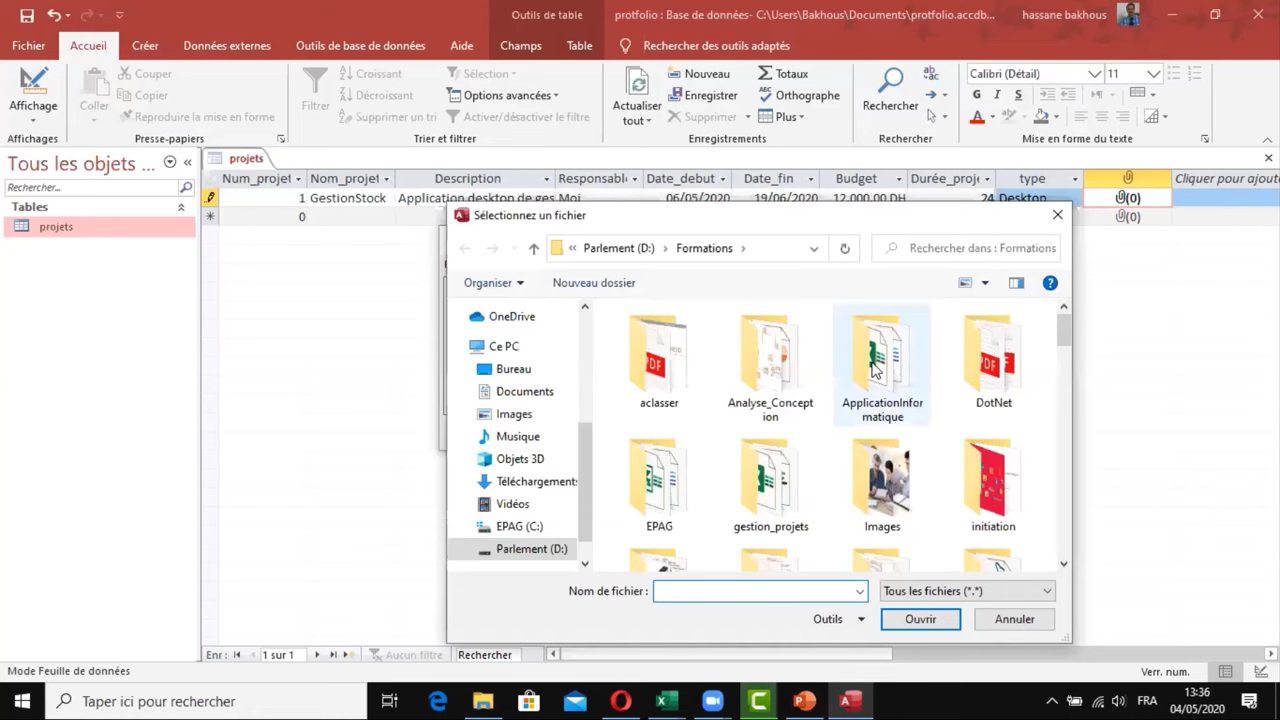 Outils de table
protfolio : Base de données- C:\Users\Bakhous\Documents\protfolio.accdb...
hassane bakhous
Fichier
Accueil
Créer
Données externes
Outils de base de données
Aide
Champs
Table
Rechercher des outils adaptés
Affichage
Affichages
Coller
Couper
Copier
Reproduire la mise en forme
Presse-papiers
Filtrer
Croissant
Décroissant
Supprimer un tri
Sélection
Options avancées
Activer/désactiver le filtre
Trier et filtrer
Actualiser tout
Nouveau
Enregistrer
Supprimer
Totaux
Orthographe
Plus
Enregistrements
Rechercher
Rechercher
Calibri (Détail)
11
G I S
Mise en forme du texte
Tous les objets ...
Rechercher...
Tables
projets
projets
Num_projet Nom_projet Description Responsable Date_debut Date_fin Budget Durée_proj type Cliquer pour ajoute
1 GestionStock Application desktop de ges Moi 06/05/2020 19/06/2020 12.000,00 DH 24 Desktop (0)
0 (0)
Sélectionnez un fichier
Parlement (D:) Formations
Rechercher dans : Formations
Organiser
Nouveau dossier
OneDrive
Ce PC
Bureau
Documents
Images
Musique
Objets 3D
Téléchargements
Vidéos
EPAG (C:)
Parlement (D:)
aclasser
Analyse_Concept
ion
ApplicationInfor
matique
DotNet
EPAG
gestion_projets
Images
initiation
Nom de fichier :
Tous les fichiers (*.*)
Outils
Ouvrir
Annuler
Enr : 1 sur 1 Aucun filtre Rechercher
Mode Feuille de données
Verr. num.
Taper ici pour rechercher
FRA
13:36
04/05/2020